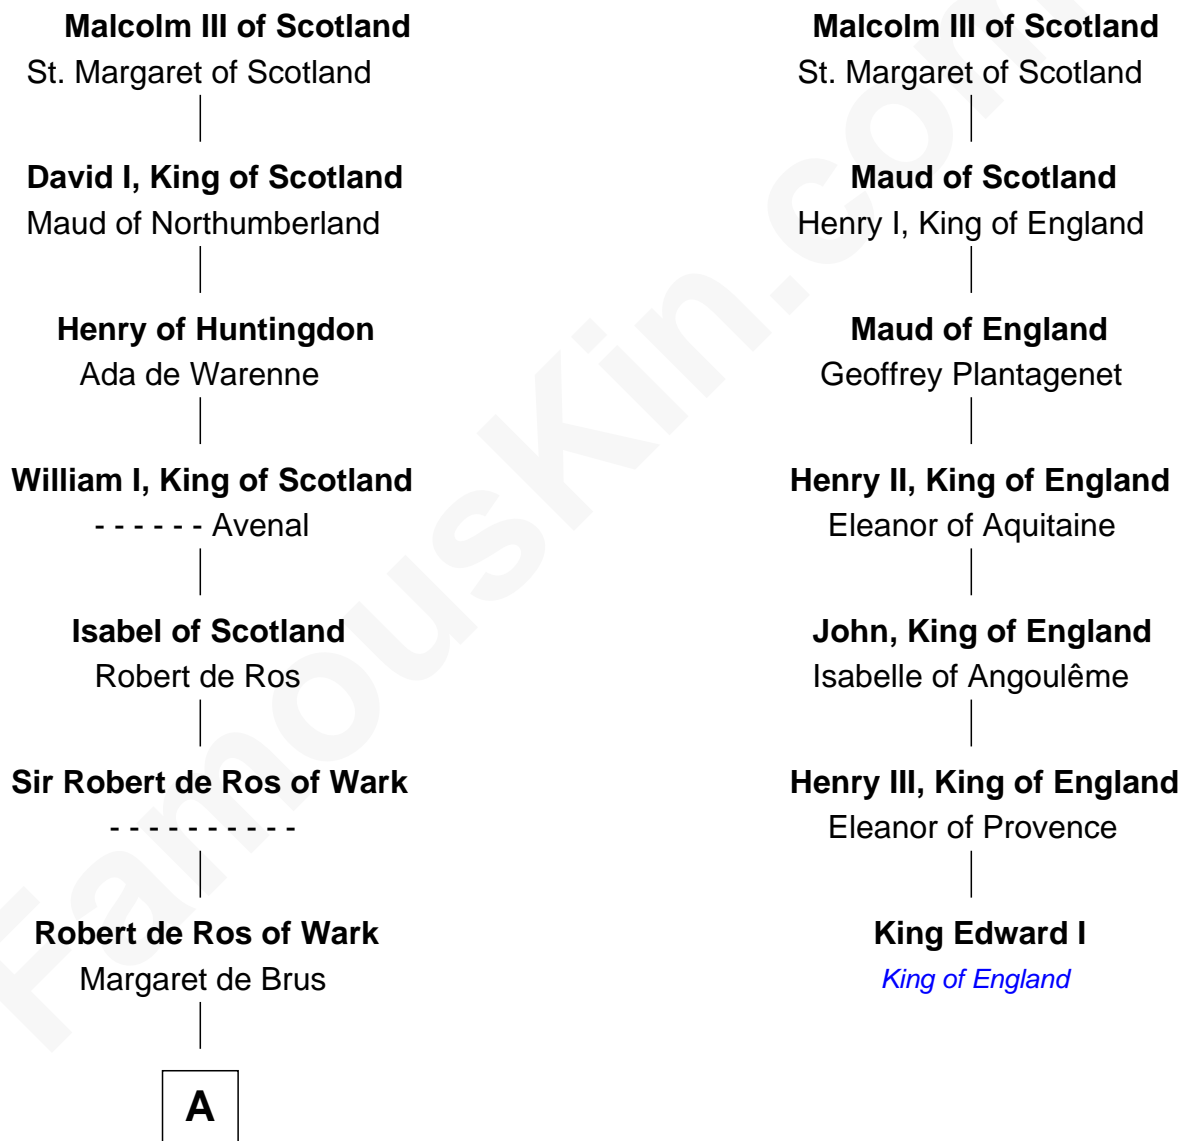 Malcolm III of Scotland
St. Margaret of Scotland
David I, King of Scotland
Maud of Northumberland
Henry of Huntingdon
Ada de Warenne
William I, King of Scotland
- - - - - - Avenal
Isabel of Scotland
Robert de Ros
Sir Robert de Ros of Wark
- - - - - - - - - -
Robert de Ros of Wark
Margaret de Brus
A
Malcolm III of Scotland
St. Margaret of Scotland
Maud of Scotland
Henry I, King of England
Maud of England
Geoffrey Plantagenet
Henry II, King of England
Eleanor of Aquitaine
John, King of England
Isabelle of Angoulême
Henry III, King of England
Eleanor of Provence
King Edward I
King of England
FamousKin.com